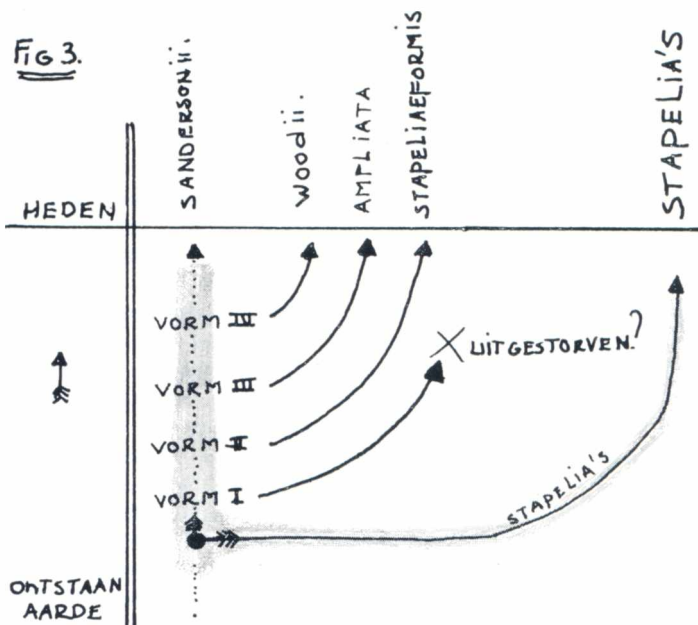 FIG 3.
SANDERSONii.
WOODii.
AMPLIATA
STAPELIAEFORMIS
STAPELIA'S
HEDEN
VORM IV
VORM III
X UITGESTORVEN?
VORM II
VORM I
STAPELIA'S
ONTSTAAN
AARDE